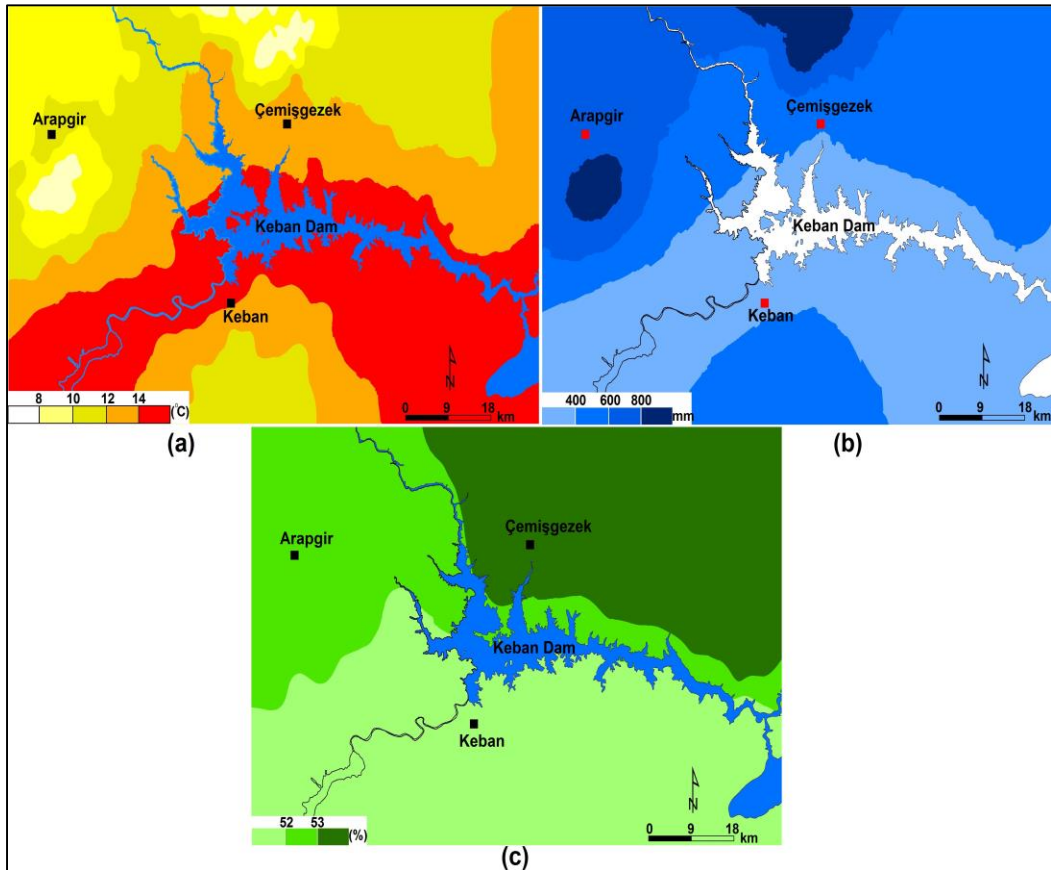 Arapgir
Çemişgezek
Keban Dam
Keban
N
8 10 12 14 (°C)
0 9 18 km
(a)
Arapgir
Çemişgezek
Keban Dam
Keban
N
400 600 800 mm
0 9 18 km
(b)
Arapgir
Çemişgezek
Keban Dam
Keban
N
52 53 (%)
0 9 18 km
(c)